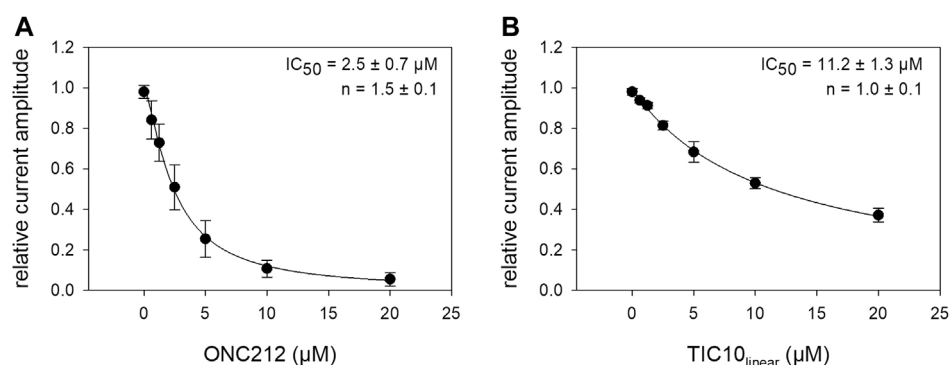 A
relative current amplitude
1.2
1.0
0.8
0.6
0.4
0.2
0.0
IC50 = 2.5 ± 0.7 µM
n = 1.5 ± 0.1
0 5 10 15 20 25
ONC212 (µM)
B
relative current amplitude
1.2
1.0
0.8
0.6
0.4
0.2
0.0
IC50 = 11.2 ± 1.3 µM
n = 1.0 ± 0.1
0 5 10 15 20 25
TIC10linear (µM)